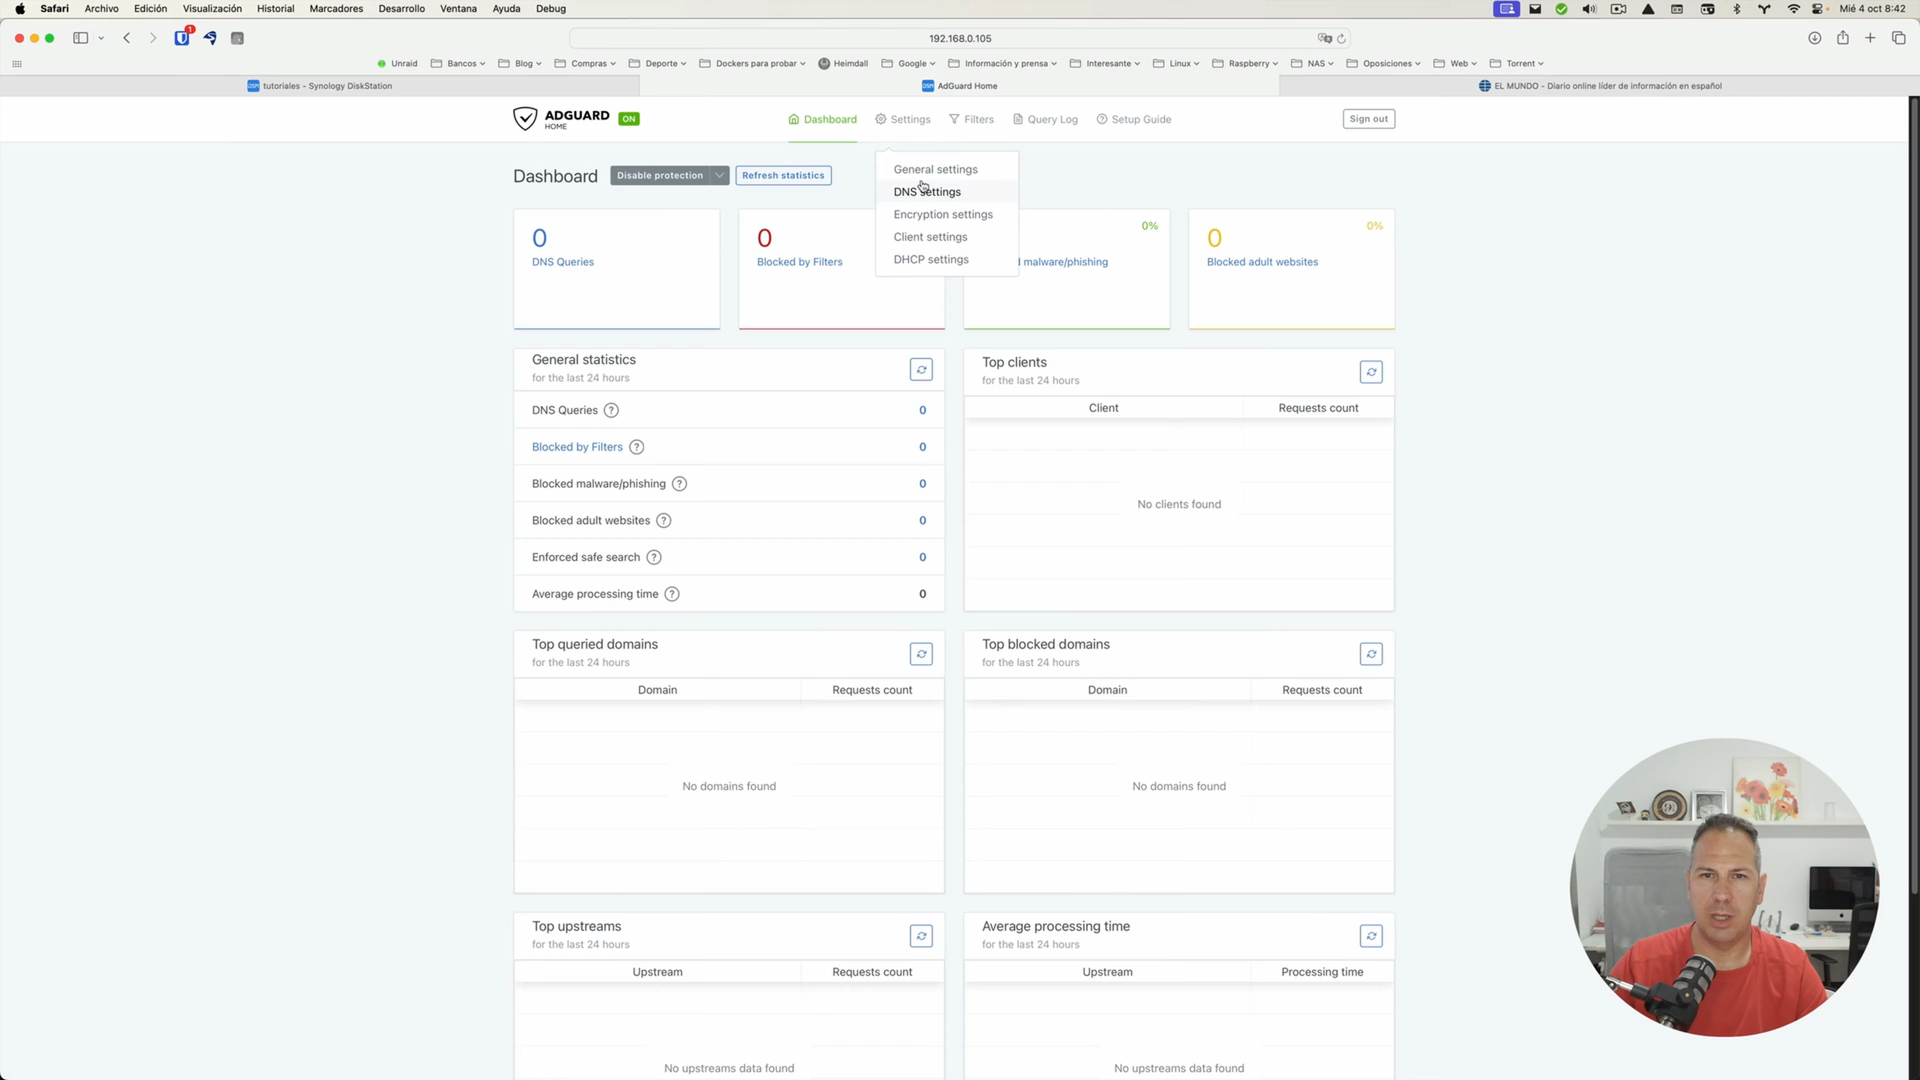 Safari Archivo Edición Visualización Historial Marcadores Desarrollo Ventana Ayuda Debug Mié 4 oct 8:42
1 192.168.0.105
Unraid Bancos Blog Compras Deporte Dockers para probar Heimdall Google Información y prensa Interesante Linux Raspberry NAS Oposiciones Web Torrent
DSM tutoriales - Synology DiskStation DSM AdGuard Home EL MUNDO - Diario online líder de información en español
ADGUARD ON Dashboard Settings Filters Query Log Setup Guide Sign out
HOME
General settings
DNS settings
Encryption settings
Client settings
DHCP settings
Dashboard Disable protection Refresh statistics
0
DNS Queries
0
Blocked by Filters
0%
d malware/phishing
0%
0
Blocked adult websites
General statistics
for the last 24 hours
DNS Queries ? 0
Blocked by Filters ? 0
Blocked malware/phishing ? 0
Blocked adult websites ? 0
Enforced safe search ? 0
Average processing time ? 0
Top clients
for the last 24 hours
Client Requests count
No clients found
Top queried domains
for the last 24 hours
Domain Requests count
No domains found
Top blocked domains
for the last 24 hours
Domain Requests count
No domains found
Top upstreams
for the last 24 hours
Upstream Requests count
No upstreams data found
Average processing time
for the last 24 hours
Upstream Processing time
No upstreams data found